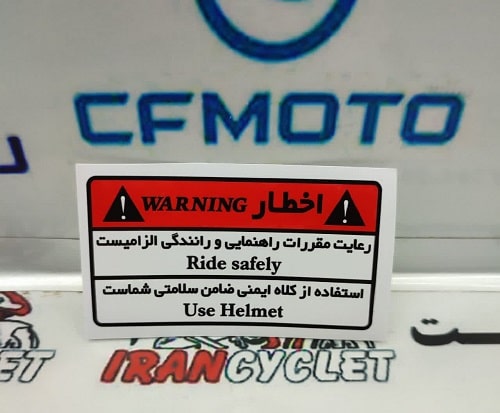 CFMOTO
WARNING اخطار
رعایت مقررات راهنمایی و رانندگی الزامیست
Ride safely
استفاده از کلاه ایمنی ضامن سلامتی شماست
Use Helmet
IRANCYCLET